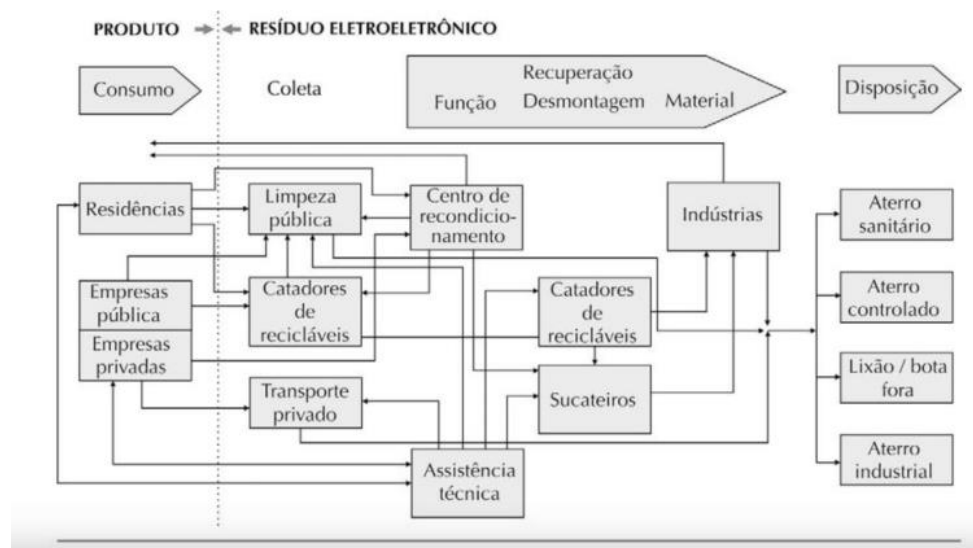 PRODUTO
RESÍDUO ELETROELETRÔNICO
Consumo
Coleta
Recuperação
Função Desmontagem Material
Disposição
Residências
Limpeza
pública
Centro de
recondicio-
namento
Indústrias
Aterro
sanitário
Empresas
pública
Empresas
privadas
Catadores
de
recicláveis
Catadores
de
recicláveis
Aterro
controlado
Transporte
privado
Sucateiros
Lixão / bota
fora
Assistência
técnica
Aterro
industrial